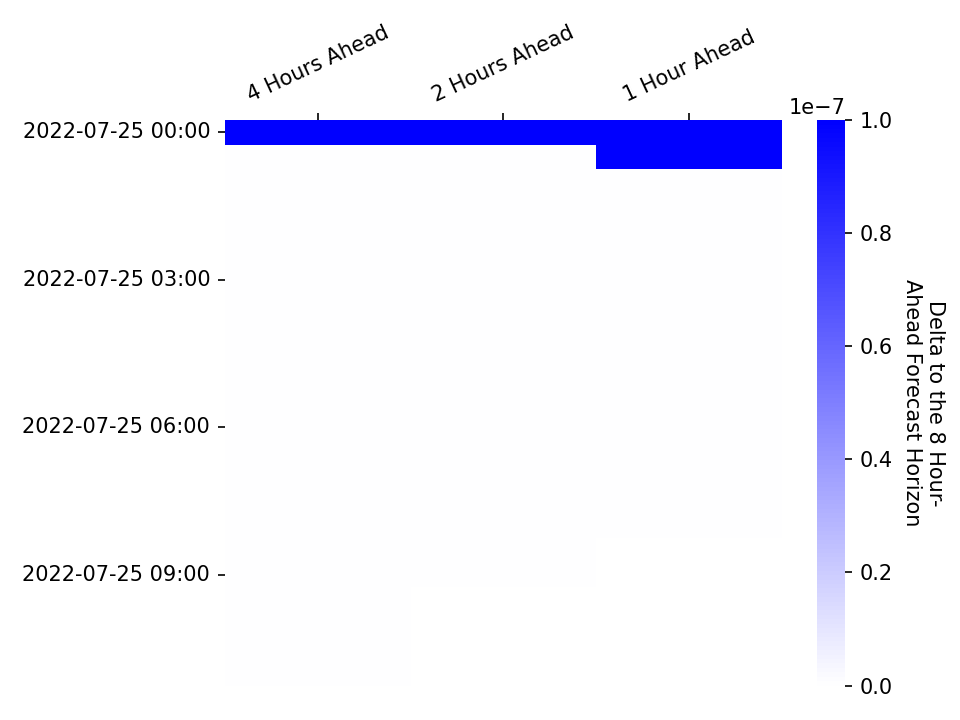 4 Hours Ahead
2 Hours Ahead
1 Hour Ahead
2022-07-25 00:00
2022-07-25 03:00
2022-07-25 06:00
2022-07-25 09:00
1e−7
1.0
0.8
0.6
0.4
0.2
0.0
Delta to the 8 Hour-
Ahead Forecast Horizon